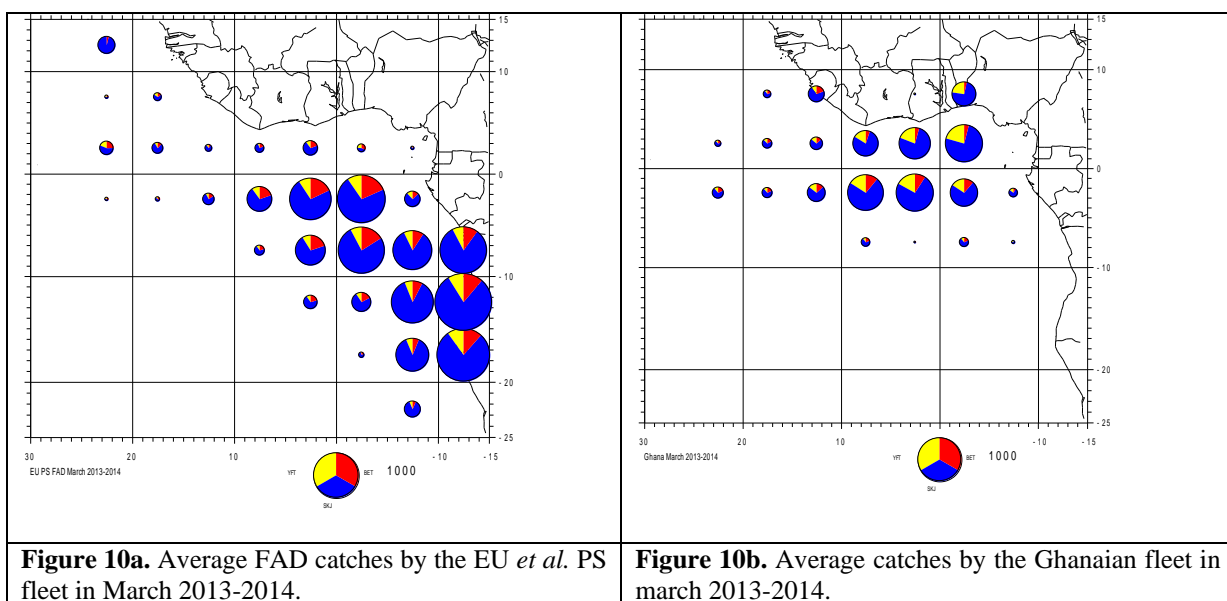 15
10
0
-10
-20
-25
30
20
10
-10
-15
EU PS FAD March 2013-2014
YFT
BET
1000
SKJ
15
10
0
-10
-20
-25
30
20
10
0
-10
-15
Ghana March 2013-2014
YFT
BET
1000
SKJ
Figure 10a. Average FAD catches by the EU et al. PS
fleet in March 2013-2014.
Figure 10b. Average catches by the Ghanaian fleet in
march 2013-2014.